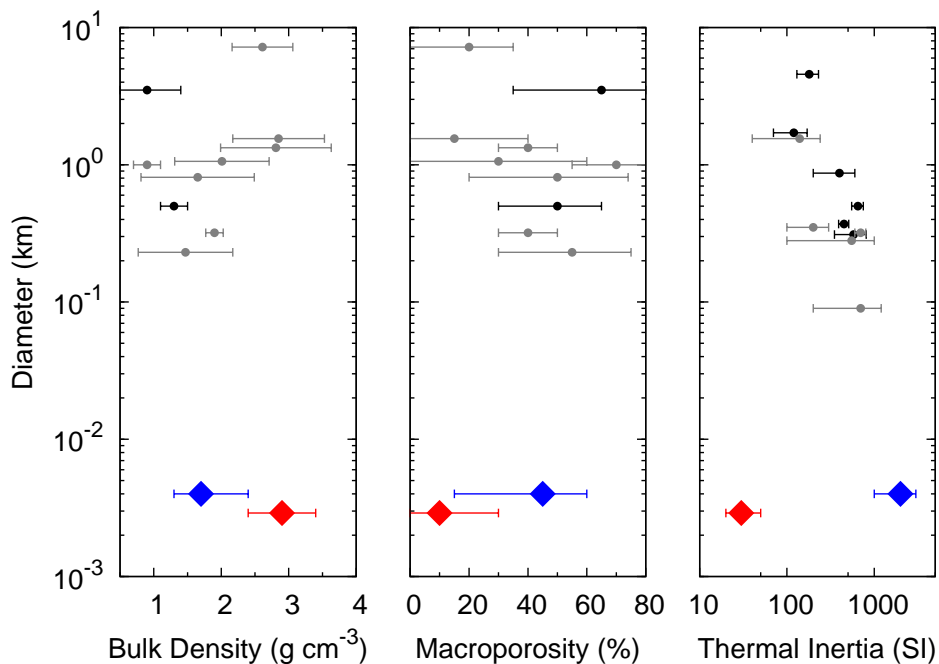 Diameter (km)
10^1
10^0
10^-1
10^-2
10^-3
1 2 3 4
0 20 40 60 80
10 100 1000
Bulk Density (g cm^-3)
Macroporosity (%)
Thermal Inertia (SI)